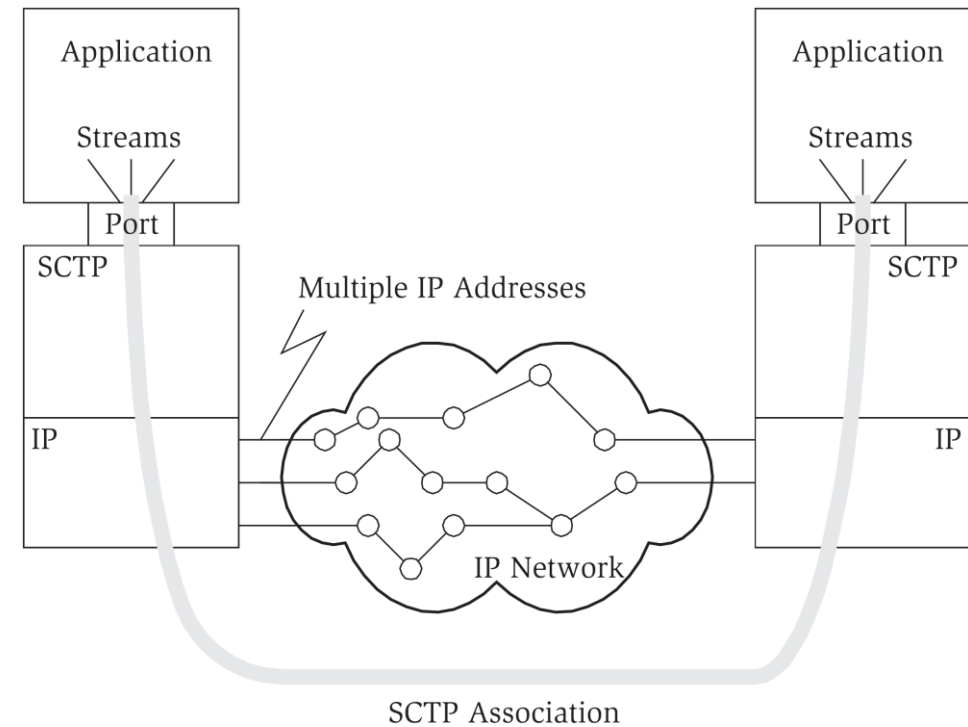 Application
Application
Streams
Streams
Port
Port
SCTP
SCTP
Multiple IP Addresses
IP
IP
IP Network
SCTP Association